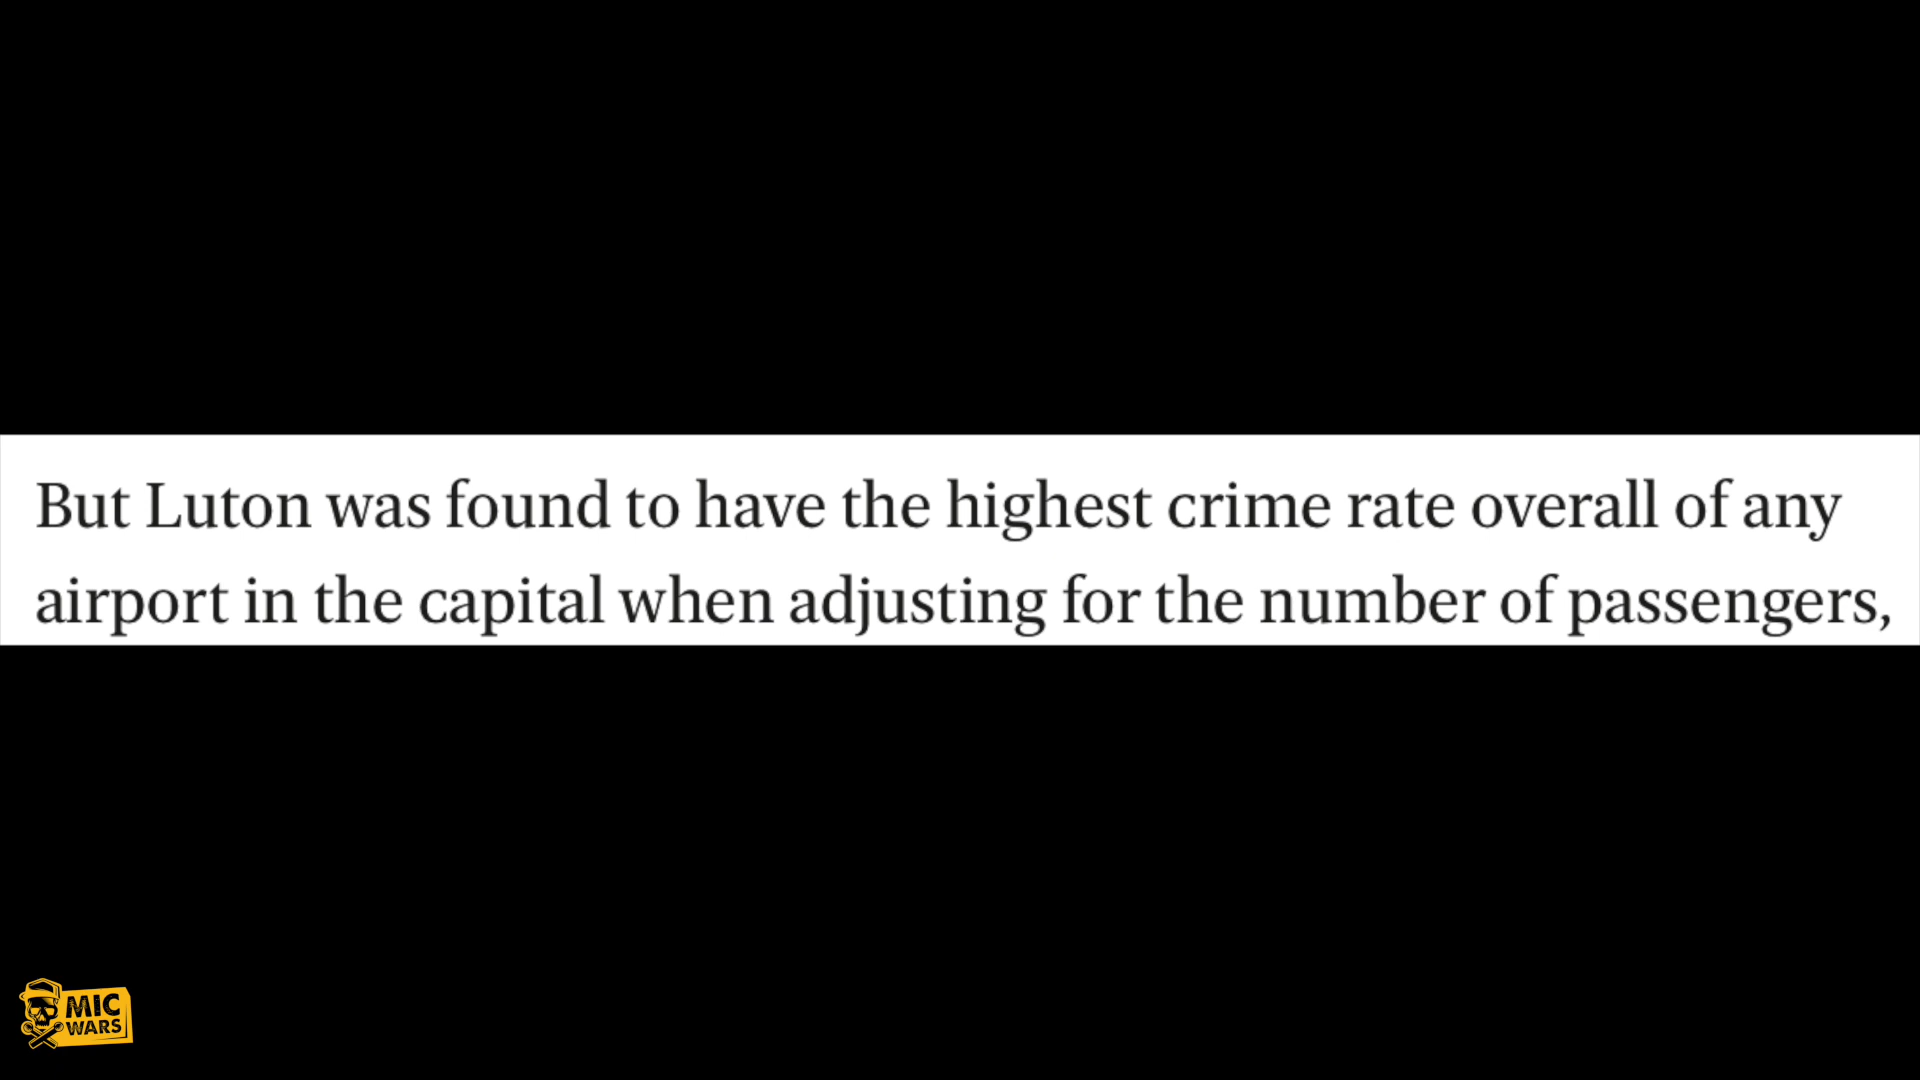 But Luton was found to have the highest crime rate overall of any
airport in the capital when adjusting for the number of passengers,
MIC
WARS